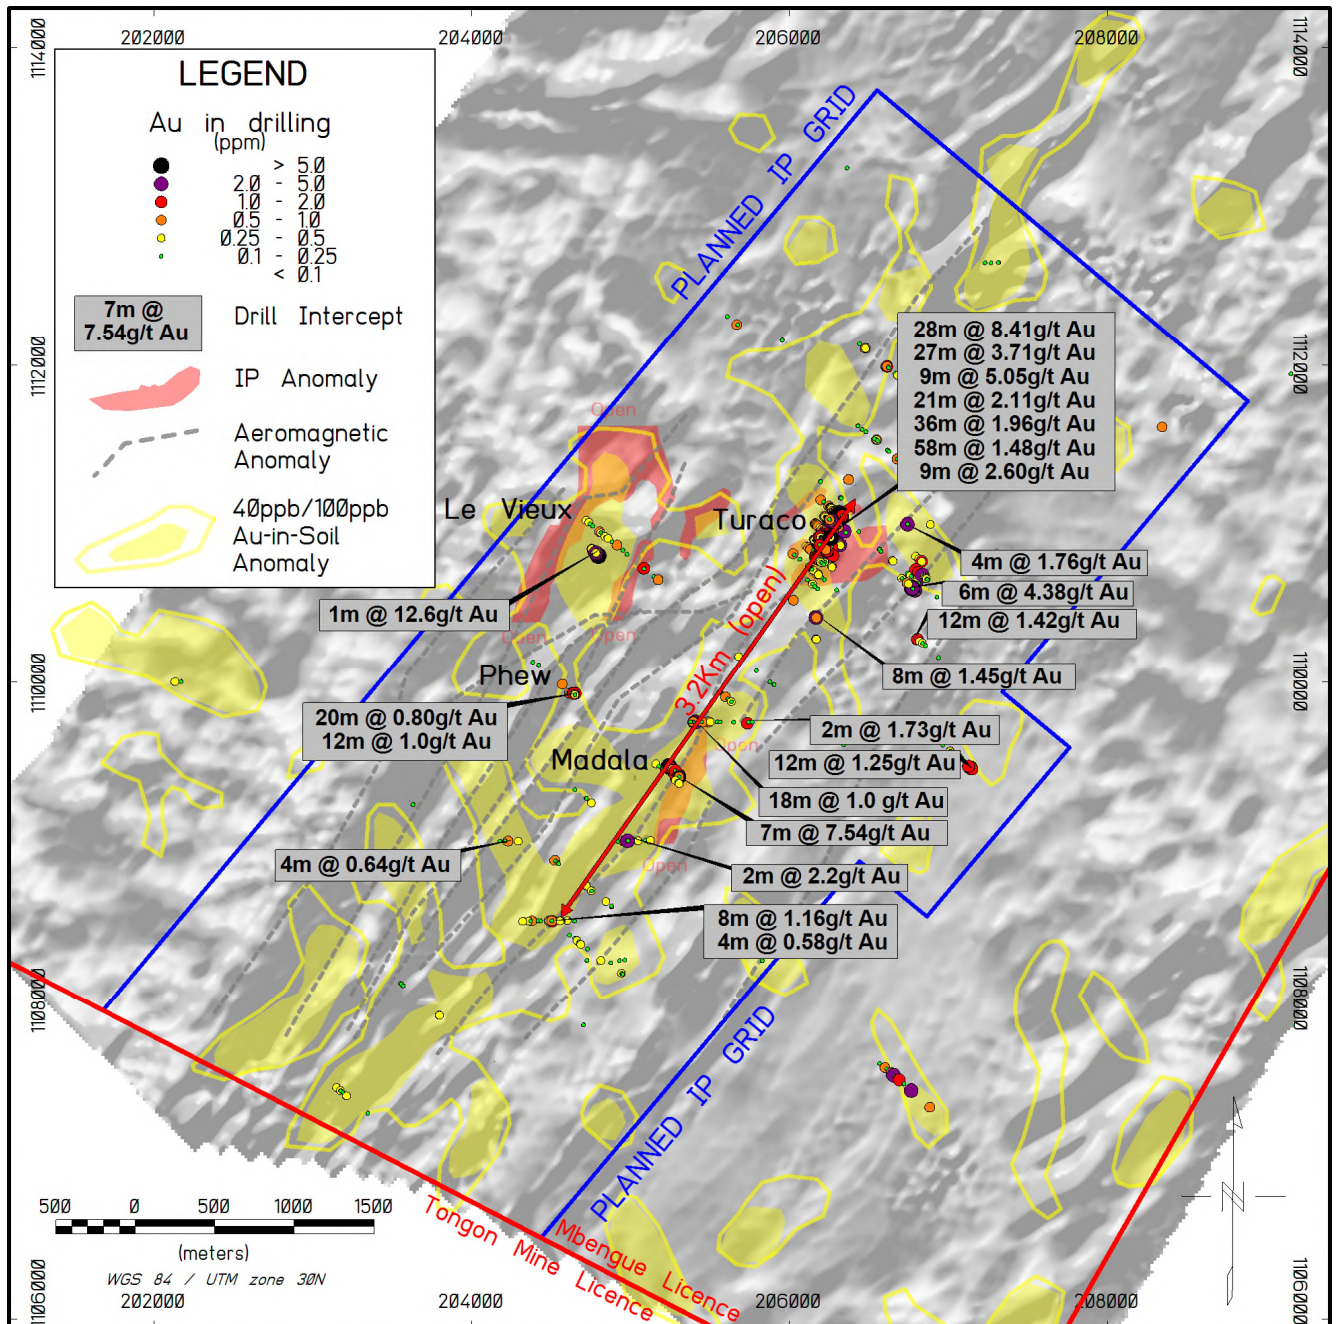 202000
204000
206000
208000
1114000
1114000
LEGEND
Au in drilling
(ppm)
> 5.0
2.0 - 5.0
1.0 - 2.0
0.5 - 1.0
0.25 - 0.5
0.1 - 0.25
< 0.1
7m @
7.54g/t Au
Drill Intercept
IP Anomaly
Aeromagnetic
Anomaly
40ppb/100ppb
Au-in-Soil
Anomaly
PLANNED IP GRID
1112000
1112000
28m @ 8.41g/t Au
27m @ 3.71g/t Au
9m @ 5.05g/t Au
21m @ 2.11g/t Au
36m @ 1.96g/t Au
58m @ 1.48g/t Au
9m @ 2.60g/t Au
Open
Le Vieux
Turaco
4m @ 1.76g/t Au
6m @ 4.38g/t Au
12m @ 1.42g/t Au
1m @ 12.6g/t Au
Open
Open
3.2Km (open)
8m @ 1.45g/t Au
Phew
1110000
1110000
20m @ 0.80g/t Au
12m @ 1.0g/t Au
2m @ 1.73g/t Au
Open
Madala
12m @ 1.25g/t Au
18m @ 1.0 g/t Au
7m @ 7.54g/t Au
4m @ 0.64g/t Au
Open
2m @ 2.2g/t Au
8m @ 1.16g/t Au
4m @ 0.58g/t Au
1108000
1108000
PLANNED IP GRID
500 0 500 1000 1500
(meters)
WGS 84 / UTM zone 30N
Mbengue Licence
Tongon Mine Licence
N
1106000
1106000
202000
204000
206000
208000